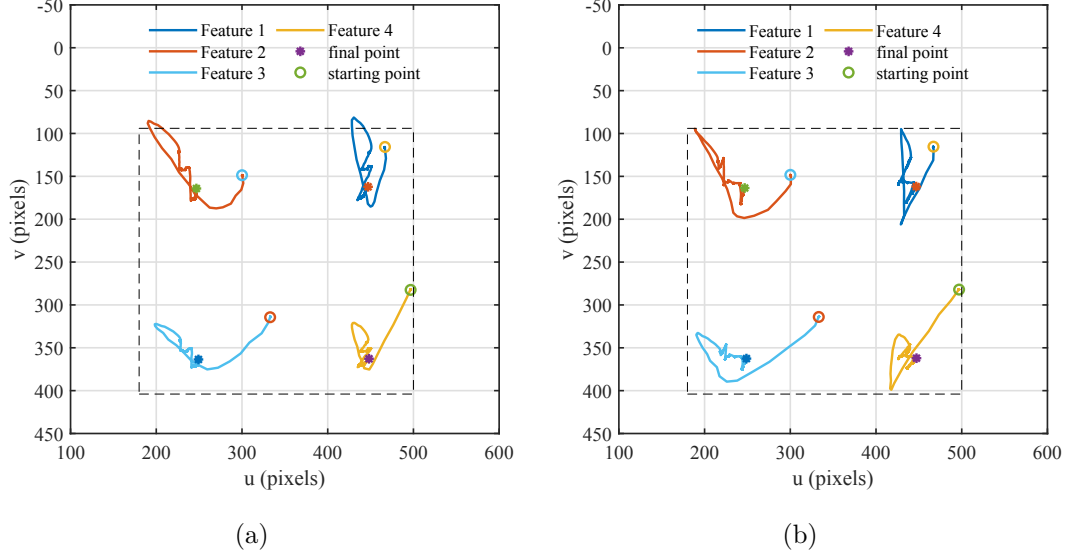 -50
0
50
100
150
200
250
300
350
400
450
v (pixels)
Feature 1
Feature 2
Feature 3
Feature 4
final point
starting point
100 200 300 400 500 600
u (pixels)
(a)
-50
0
50
100
150
200
250
300
350
400
450
v (pixels)
Feature 1
Feature 2
Feature 3
Feature 4
final point
starting point
100 200 300 400 500 600
u (pixels)
(b)